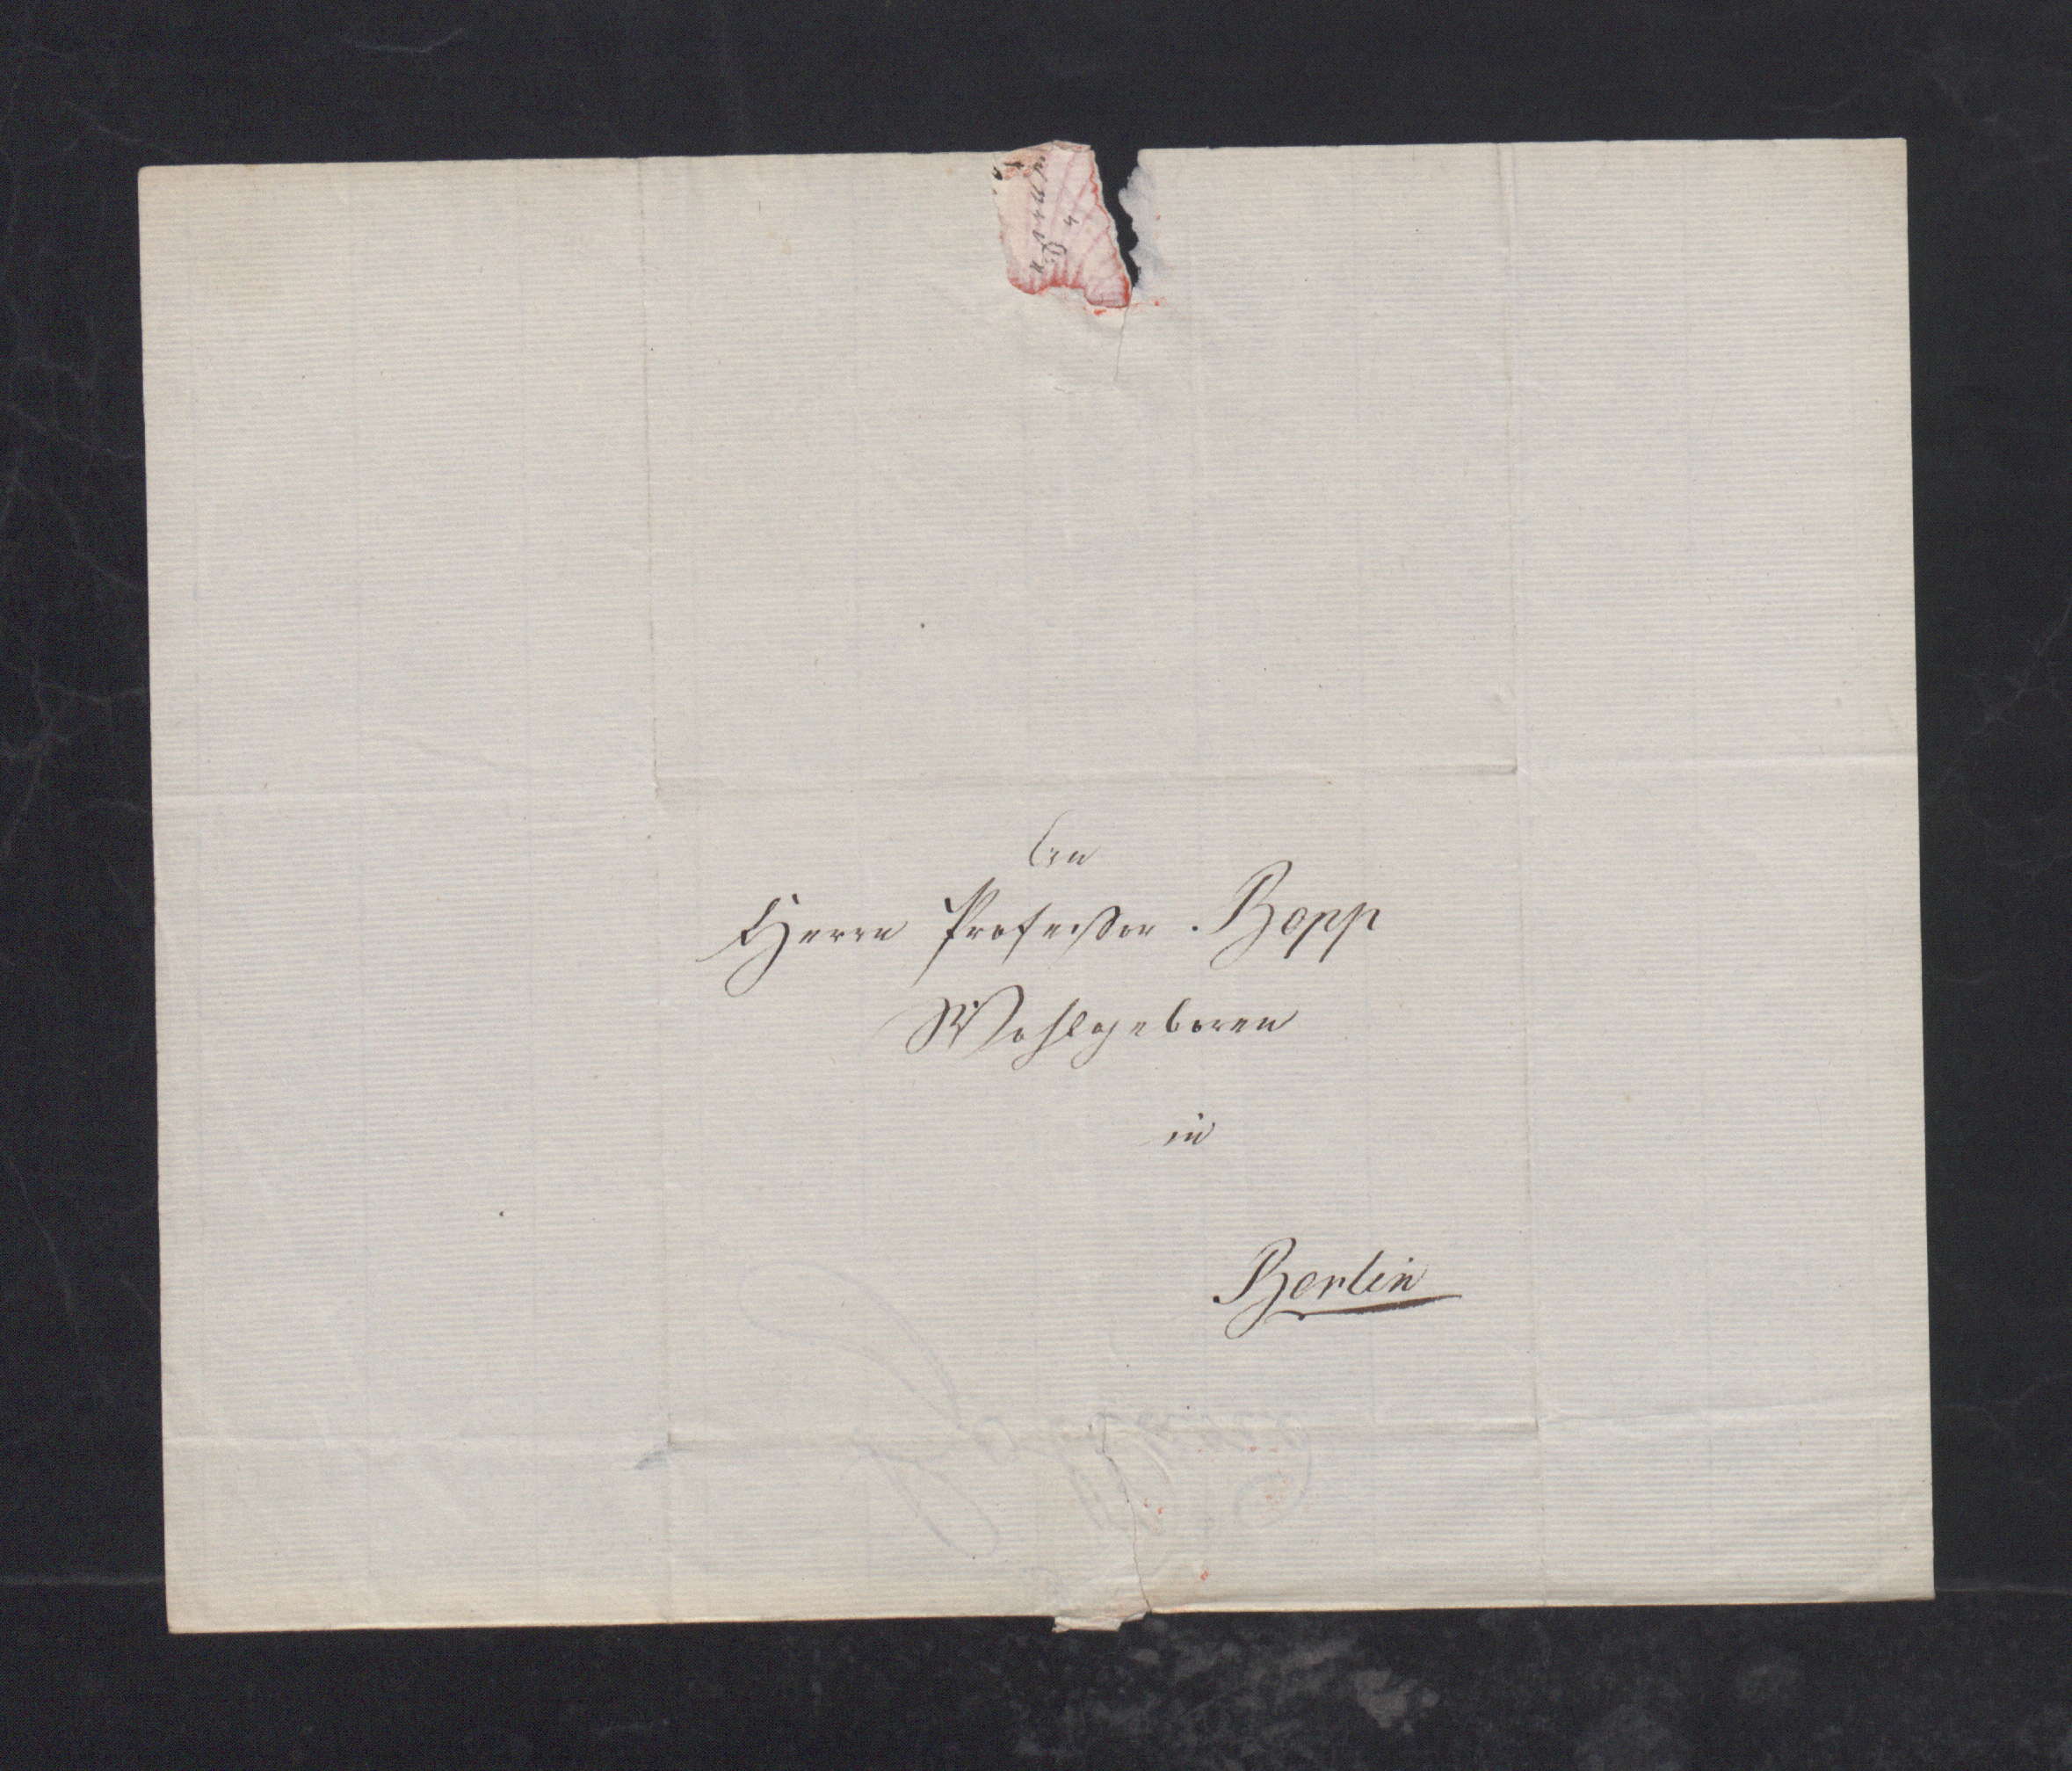 An
Herrn Professor Bopp
Wohlgeboren
in
Berlin